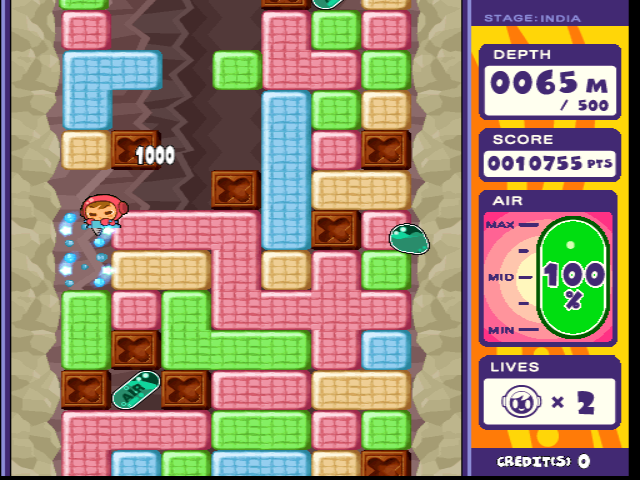 STAGE: INDIA
DEPTH
0065 M
/ 500
SCORE
0010755 PTS
1000
AIR
MAX
100
MID
%
MIN
LIVES
AIR
× 2
CREDIT(S) 0